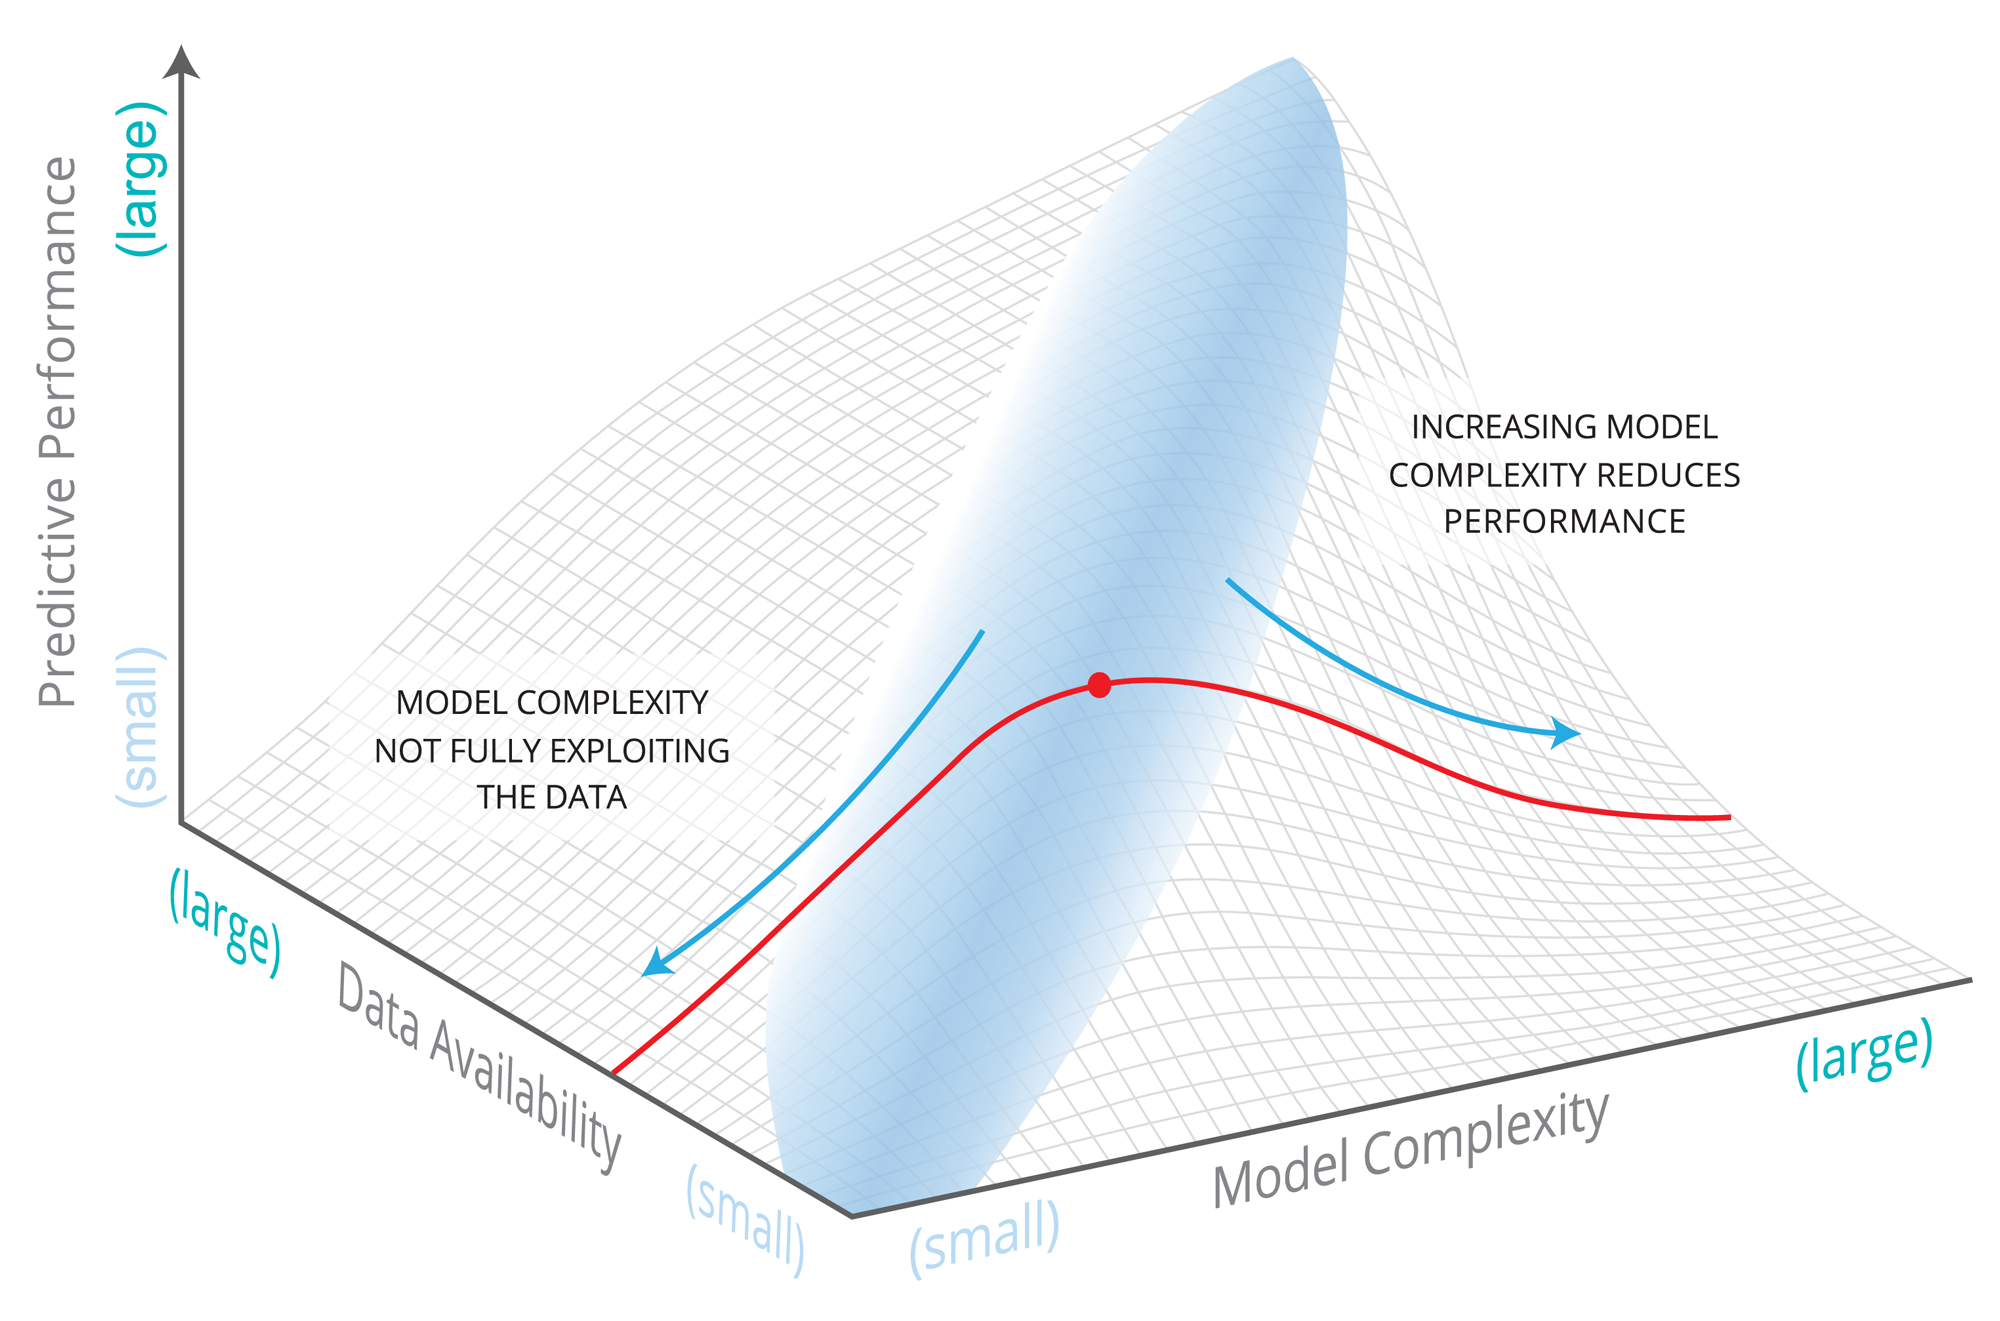 Predictive Performance
(large)
(small)
INCREASING MODEL
COMPLEXITY REDUCES
PERFORMANCE
MODEL COMPLEXITY
NOT FULLY EXPLOITING
THE DATA
(large)
Data Availability
(small)
(small)
Model Complexity
(large)